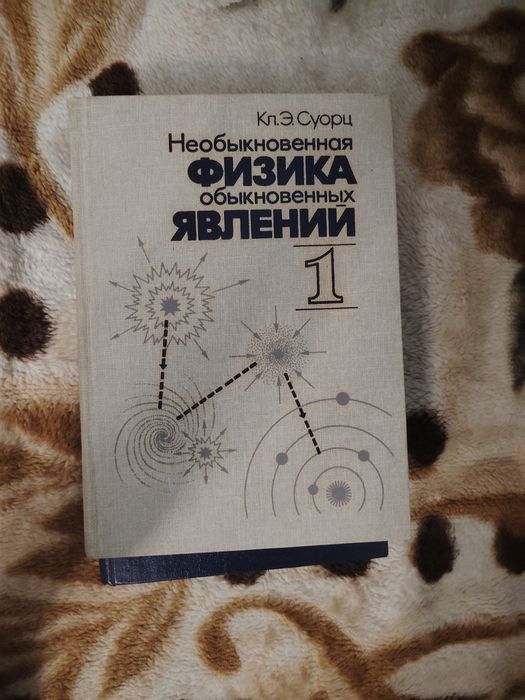 Кл.Э.Суорц
Необыкновенная
ФИЗИКА
обыкновенных
ЯВЛЕНИЙ
1